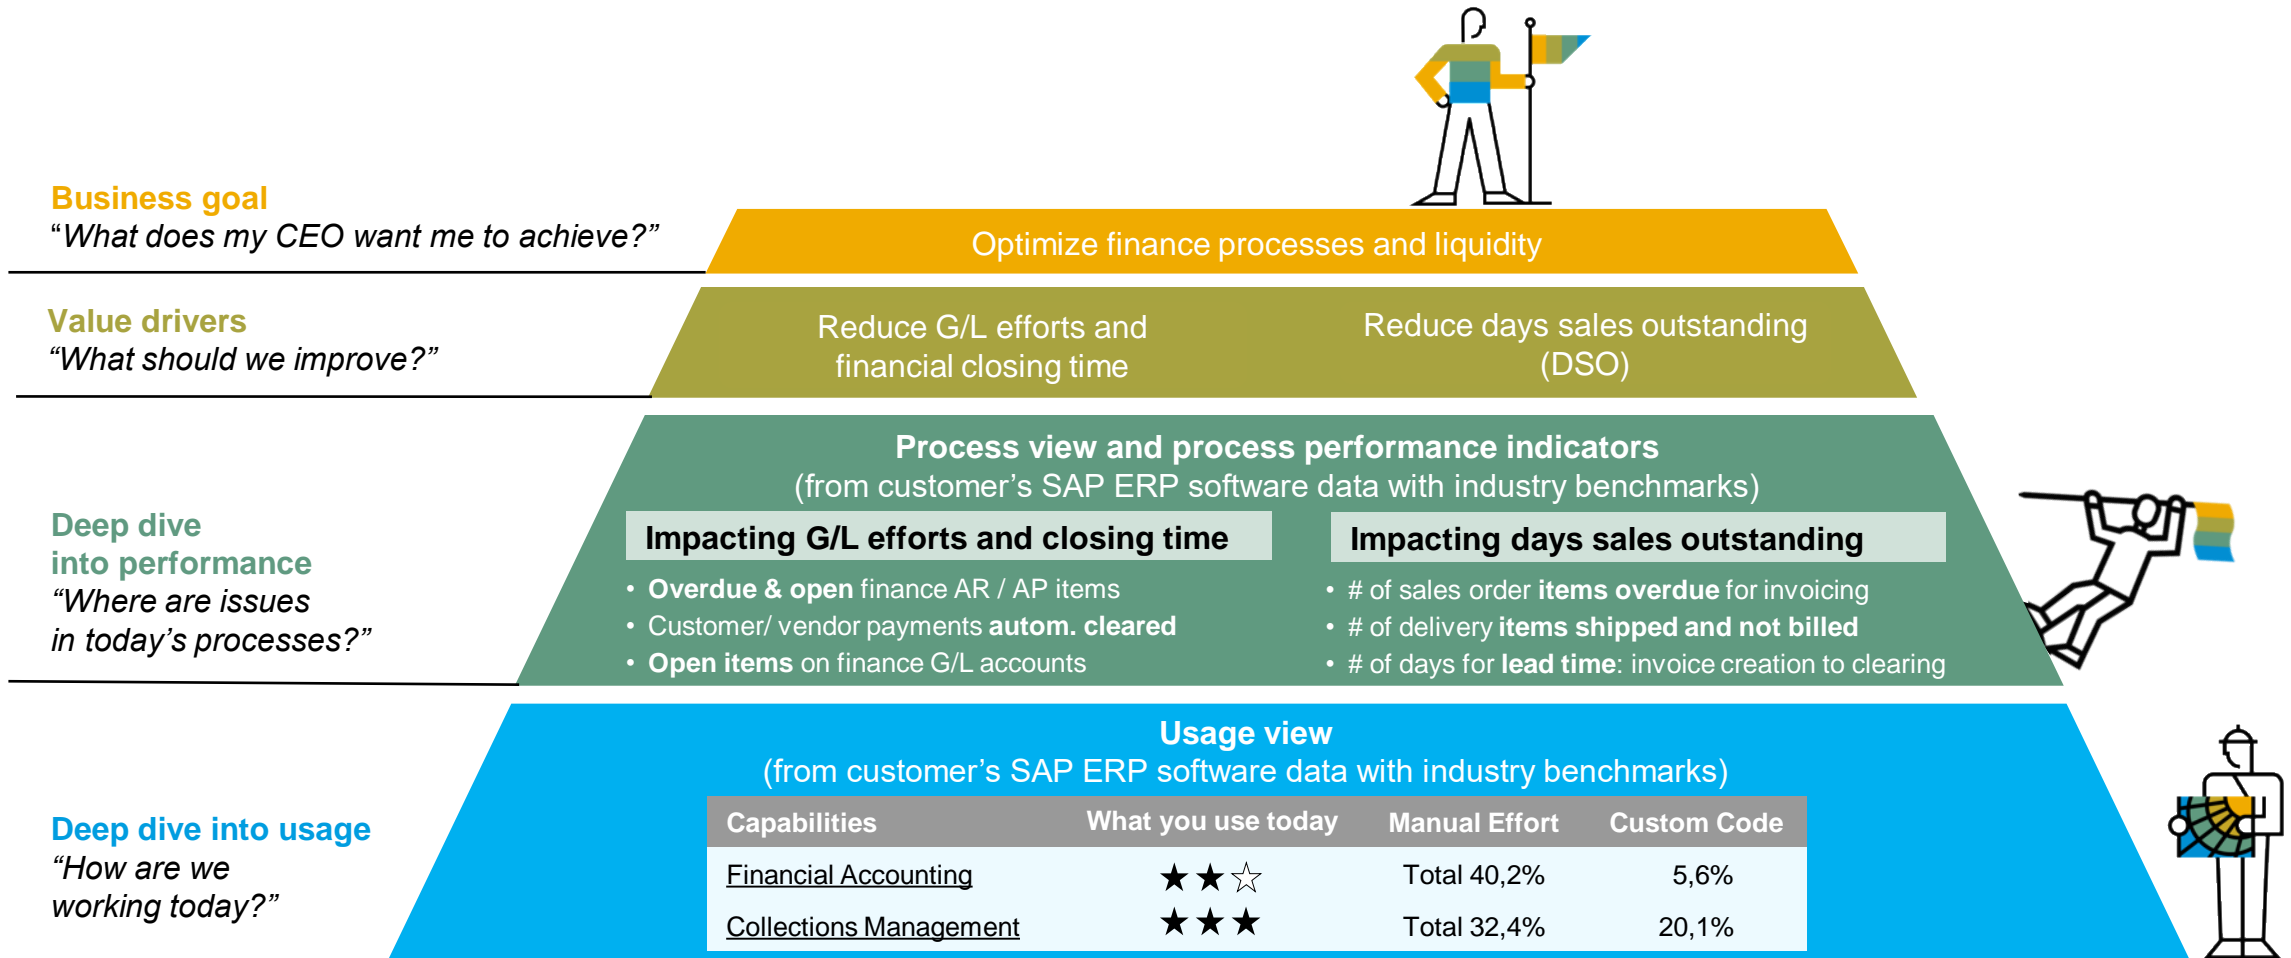 Business goal
“What does my CEO want me to achieve?”
Optimize finance processes and liquidity
Value drivers
“What should we improve?”
Reduce G/L efforts and
financial closing time
Reduce days sales outstanding
(DSO)
Deep dive
into performance
“Where are issues
in today’s processes?”
Process view and process performance indicators
(from customer’s SAP ERP software data with industry benchmarks)
Impacting G/L efforts and closing time
• Overdue & open finance AR / AP items
• Customer/ vendor payments autom. cleared
• Open items on finance G/L accounts
Impacting days sales outstanding
• # of sales order items overdue for invoicing
• # of delivery items shipped and not billed
• # of days for lead time: invoice creation to clearing
Deep dive into usage
“How are we
working today?”
Usage view
(from customer’s SAP ERP software data with industry benchmarks)
Capabilities What you use today Manual Effort Custom Code
Financial Accounting ★★☆ Total 40,2% 5,6%
Collections Management ★★★ Total 32,4% 20,1%